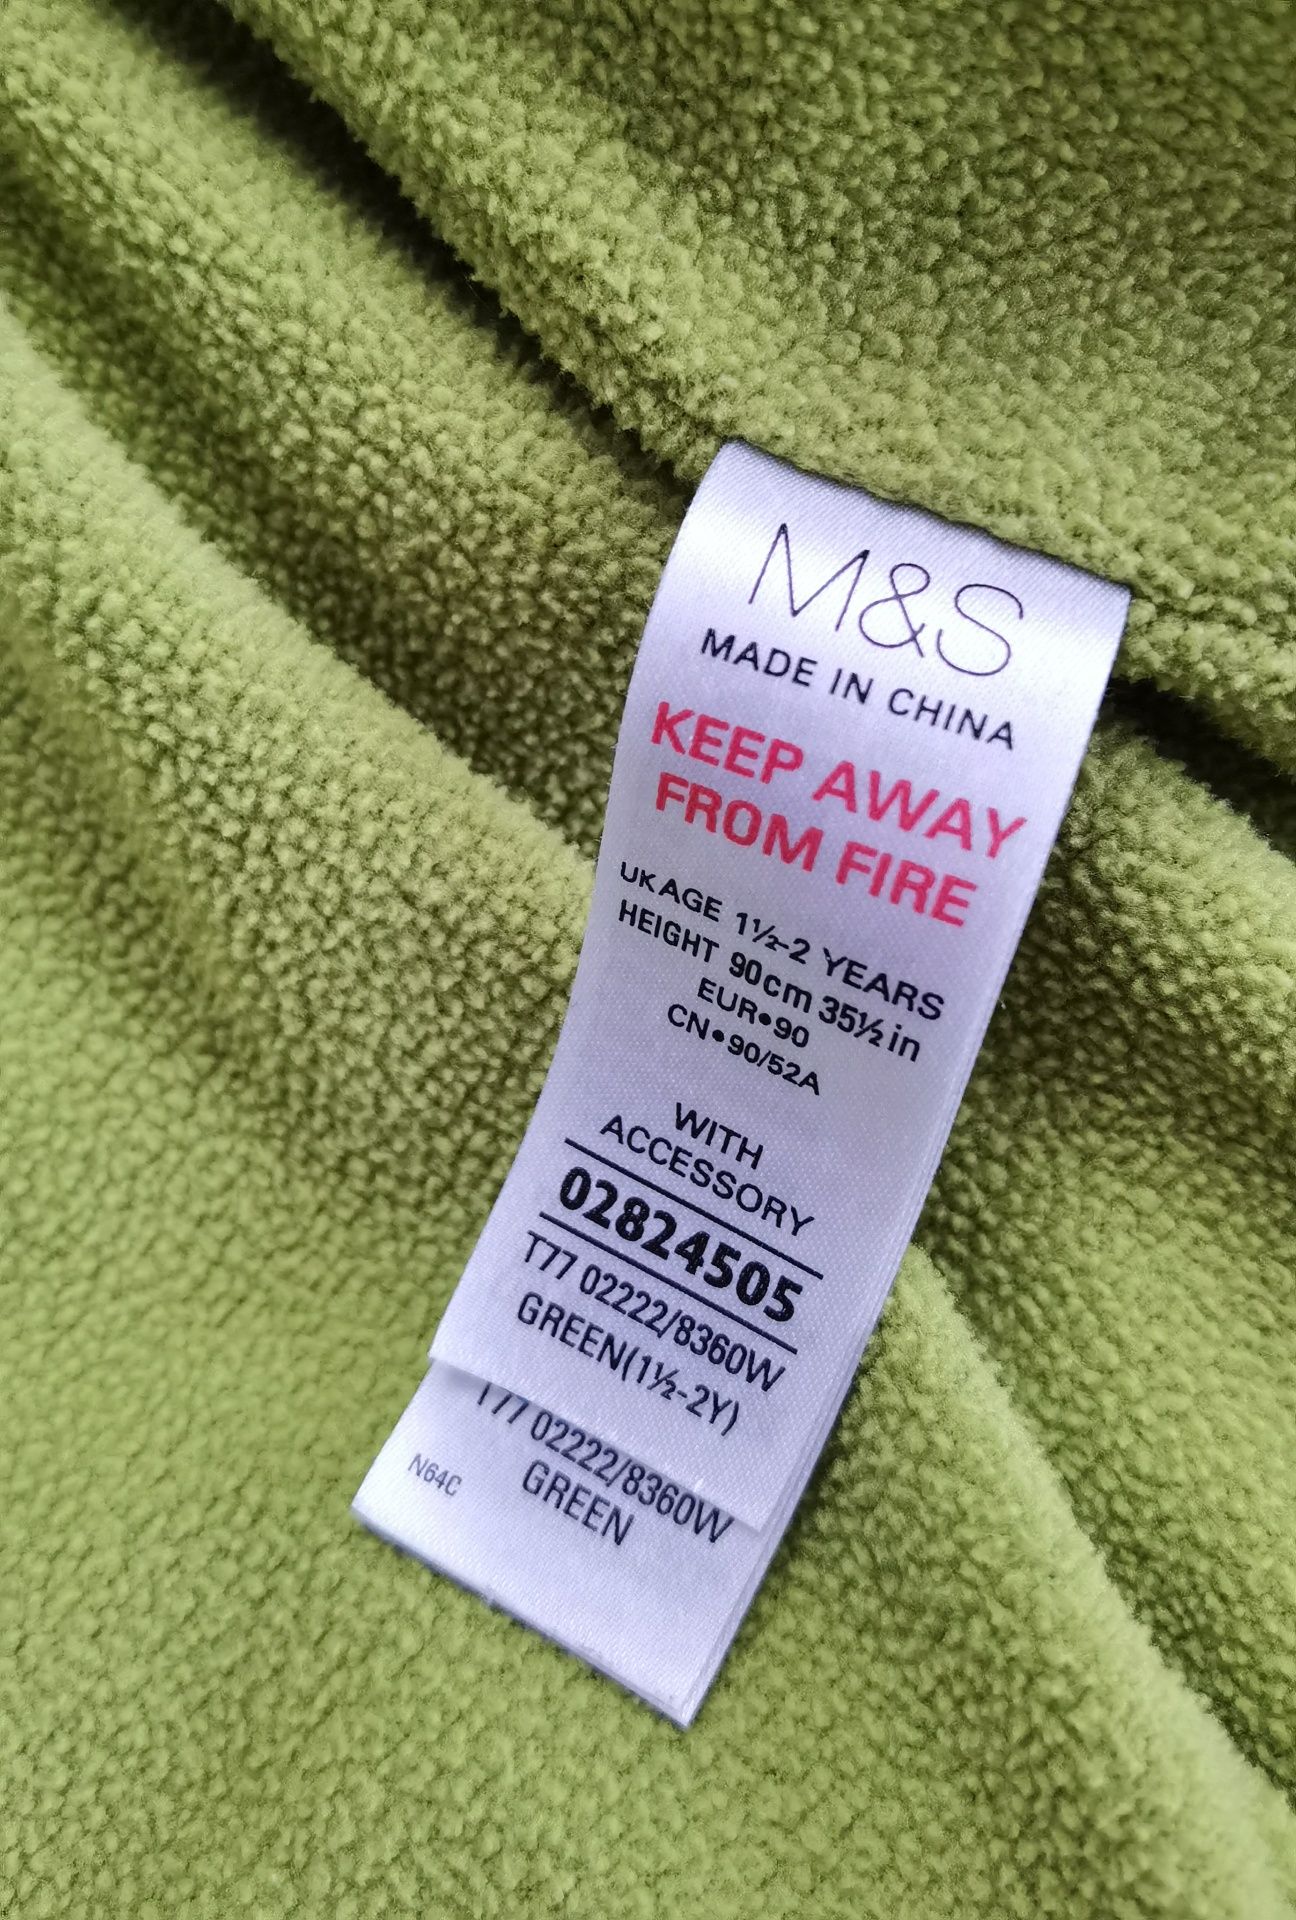 M&S
MADE IN CHINA
KEEP AWAY
FROM FIRE
UK AGE 1½-2 YEARS
HEIGHT 90cm 35½in
EUR•90
CN•90/52A
WITH
ACCESSORY
02824505
T77 02222/8360W
GREEN(1½-2Y)
T77 02222/8360W
GREEN
N64C